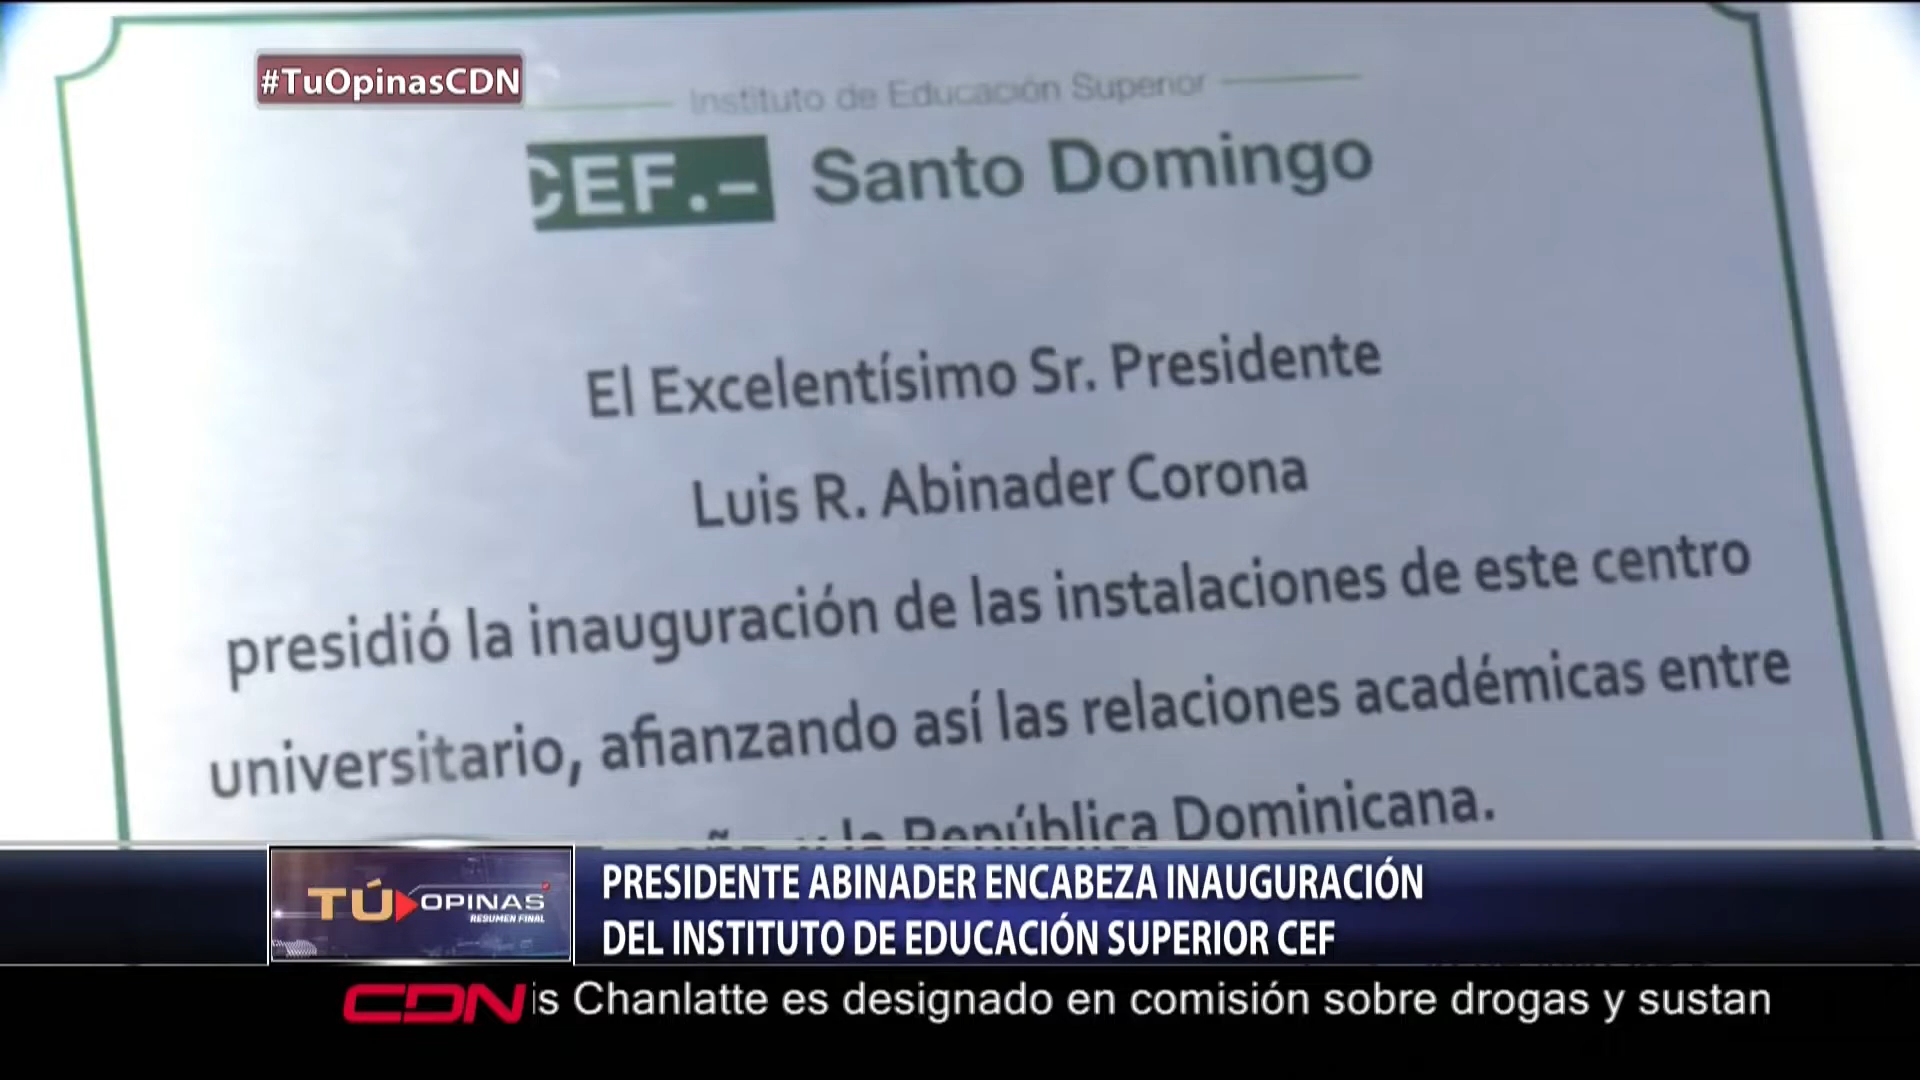 #TuOpinasCDN
Instituto de Educación Superior
CEF.- Santo Domingo
El Excelentísimo Sr. Presidente
Luis R. Abinader Corona
presidió la inauguración de las instalaciones de este centro
universitario, afianzando así las relaciones académicas entre
y la República Dominicana.
TÚ OPINAS
RESUMEN FINAL
PRESIDENTE ABINADER ENCABEZA INAUGURACIÓN
DEL INSTITUTO DE EDUCACIÓN SUPERIOR CEF
CDN is Chanlatte es designado en comisión sobre drogas y sustan